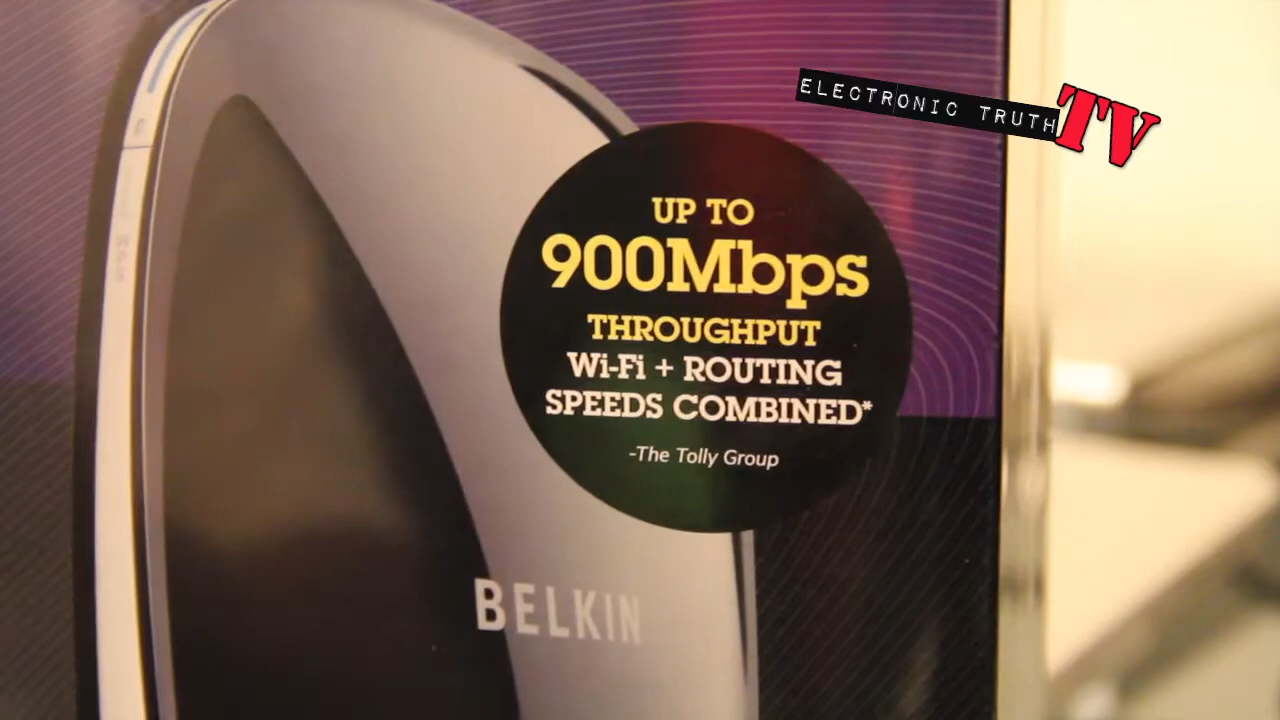 ELECTRONIC TRUTH TV
UP TO
900Mbps
THROUGHPUT
Wi-Fi + ROUTING
SPEEDS COMBINED*
-The Tolly Group
BELKIN